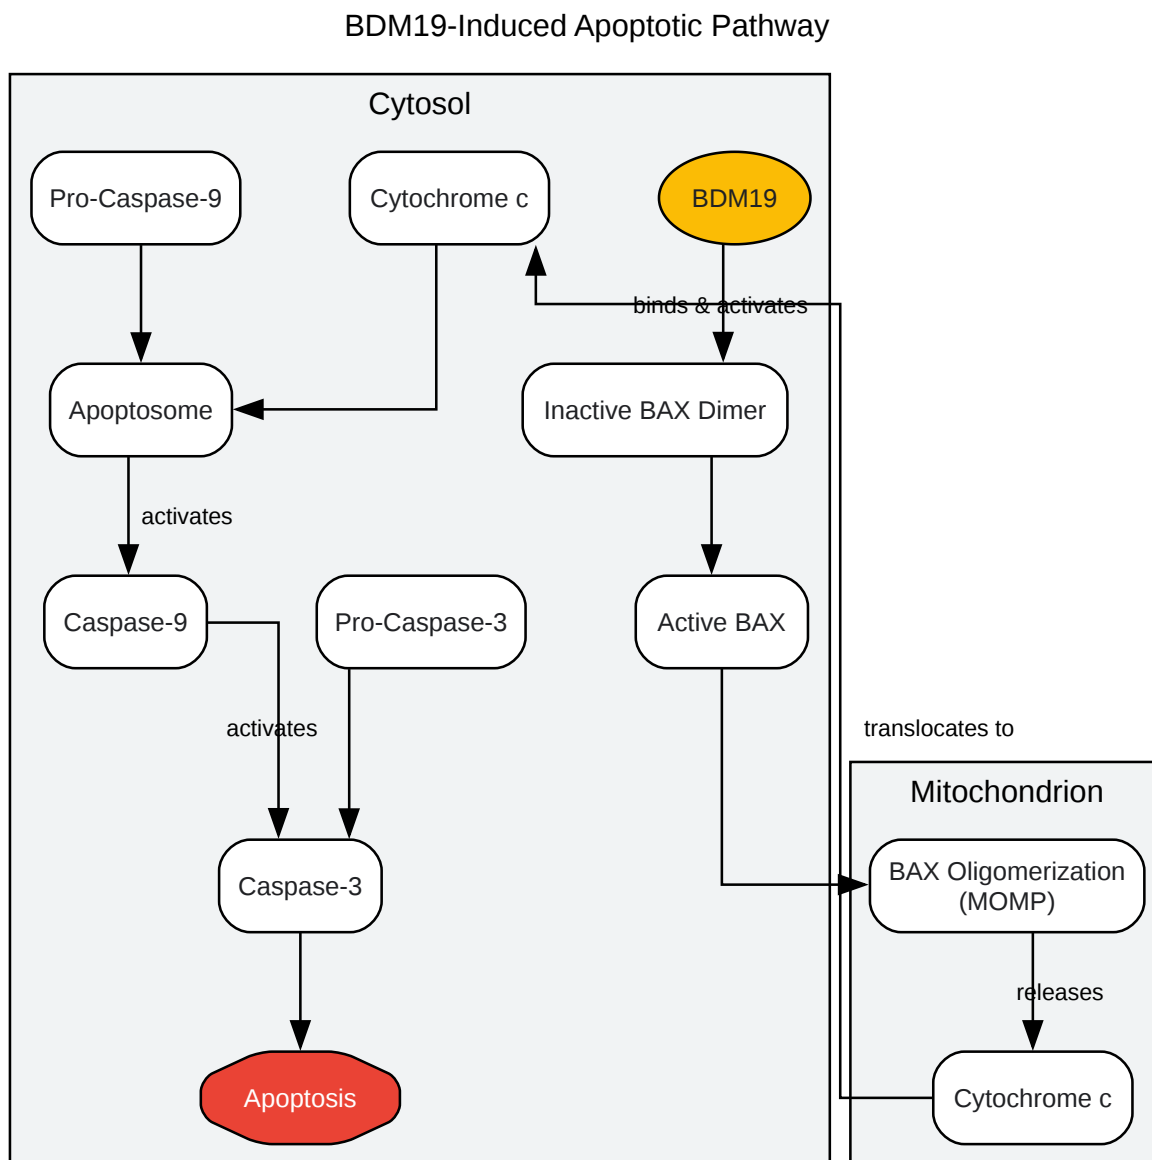 BDM19-Induced Apoptotic Pathway
Cytosol
Pro-Caspase-9
Cytochrome c
BDM19
binds & activates
Apoptosome
Inactive BAX Dimer
activates
Caspase-9
Pro-Caspase-3
Active BAX
activates
translocates to
Mitochondrion
Caspase-3
BAX Oligomerization
(MOMP)
releases
Apoptosis
Cytochrome c